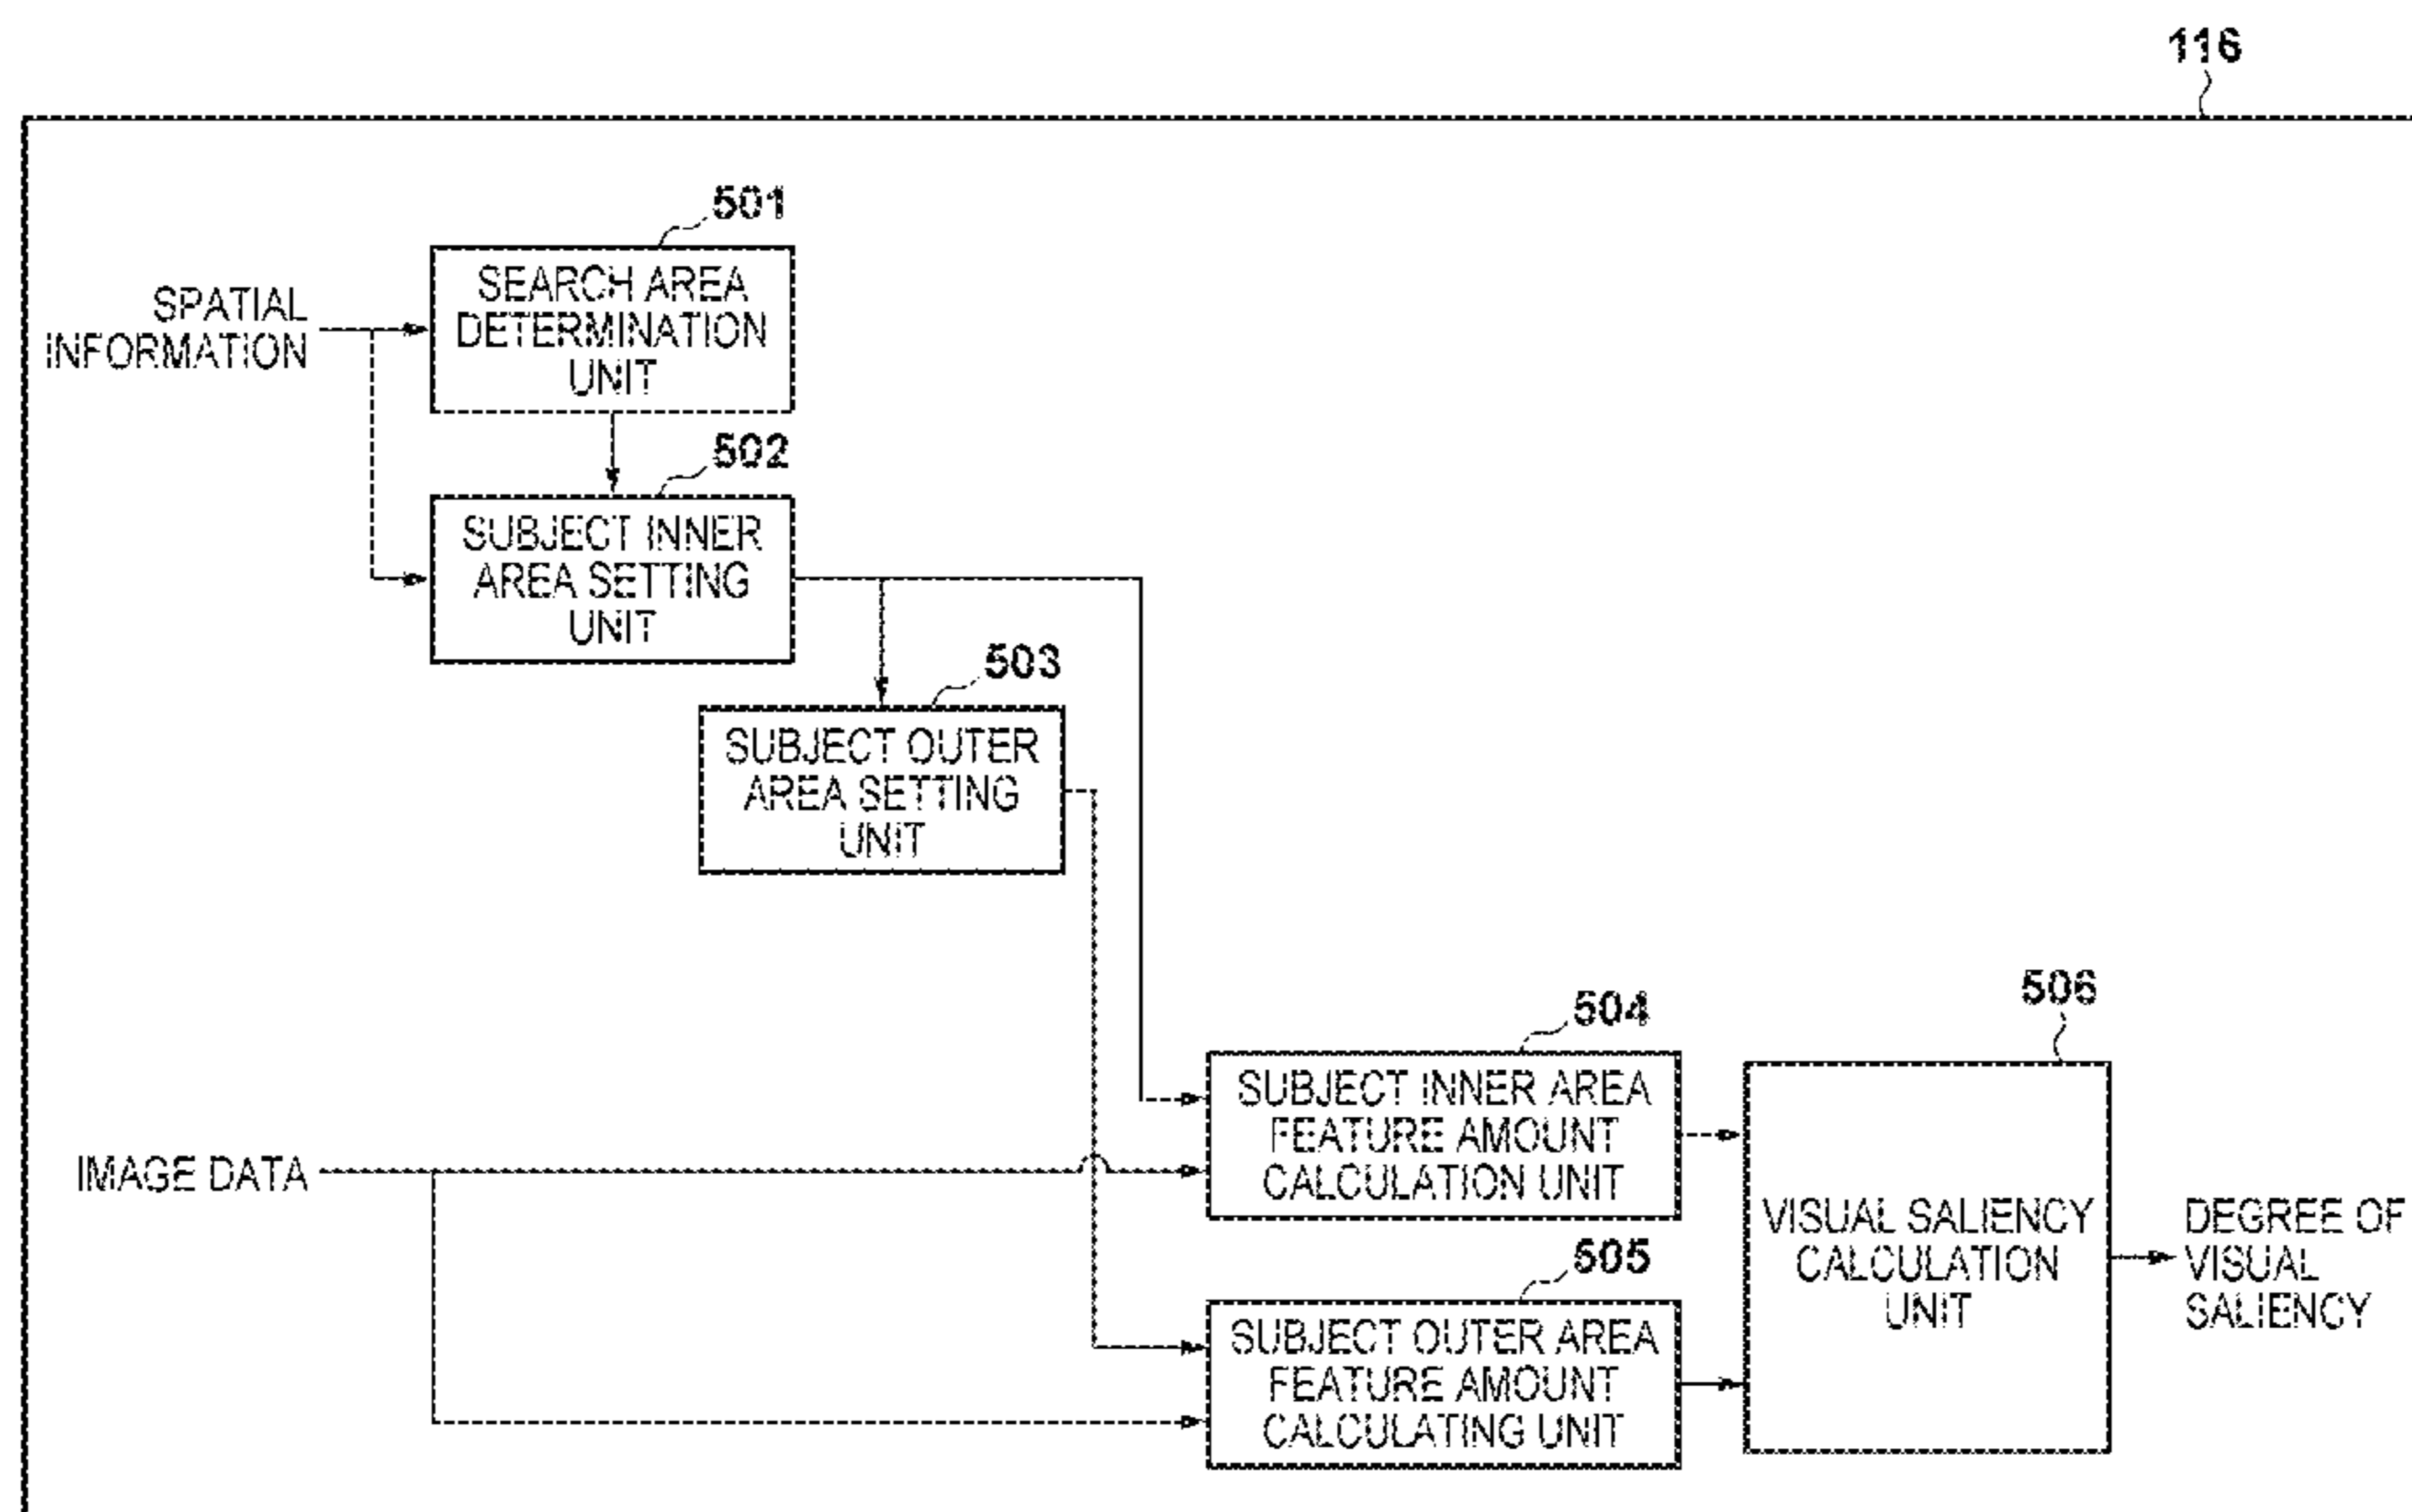 116
501
SPATIAL
INFORMATION
SEARCH AREA
DETERMINATION
UNIT
502
SUBJECT INNER
AREA SETTING
UNIT
503
SUBJECT OUTER
AREA SETTING
UNIT
504
SUBJECT INNER AREA
FEATURE AMOUNT
CALCULATION UNIT
506
IMAGE DATA
VISUAL SALIENCY
CALCULATION
UNIT
DEGREE OF
VISUAL
SALIENCY
505
SUBJECT OUTER AREA
FEATURE AMOUNT
CALCULATING UNIT